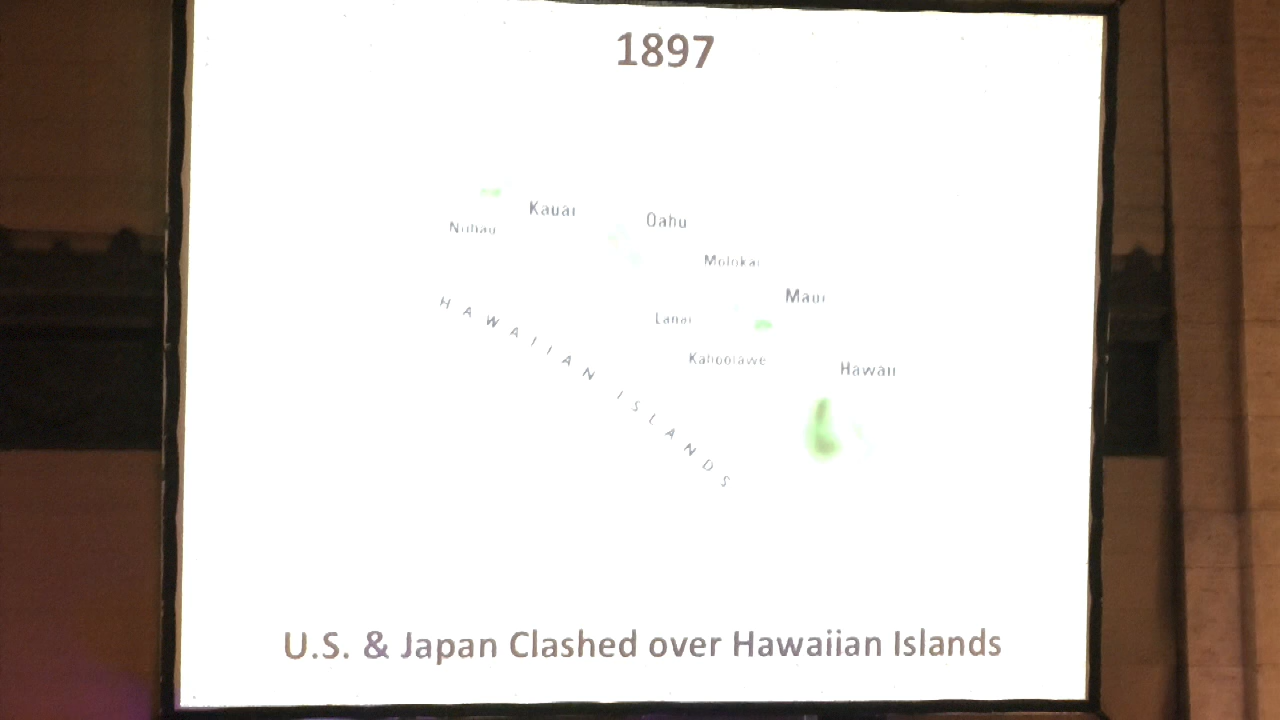 1897
Kauai
Oahu
Niihau
Molokai
Maui
Lanai
Kahoolawe
Hawaii
HAWAIIAN ISLANDS
U.S. & Japan Clashed over Hawaiian Islands